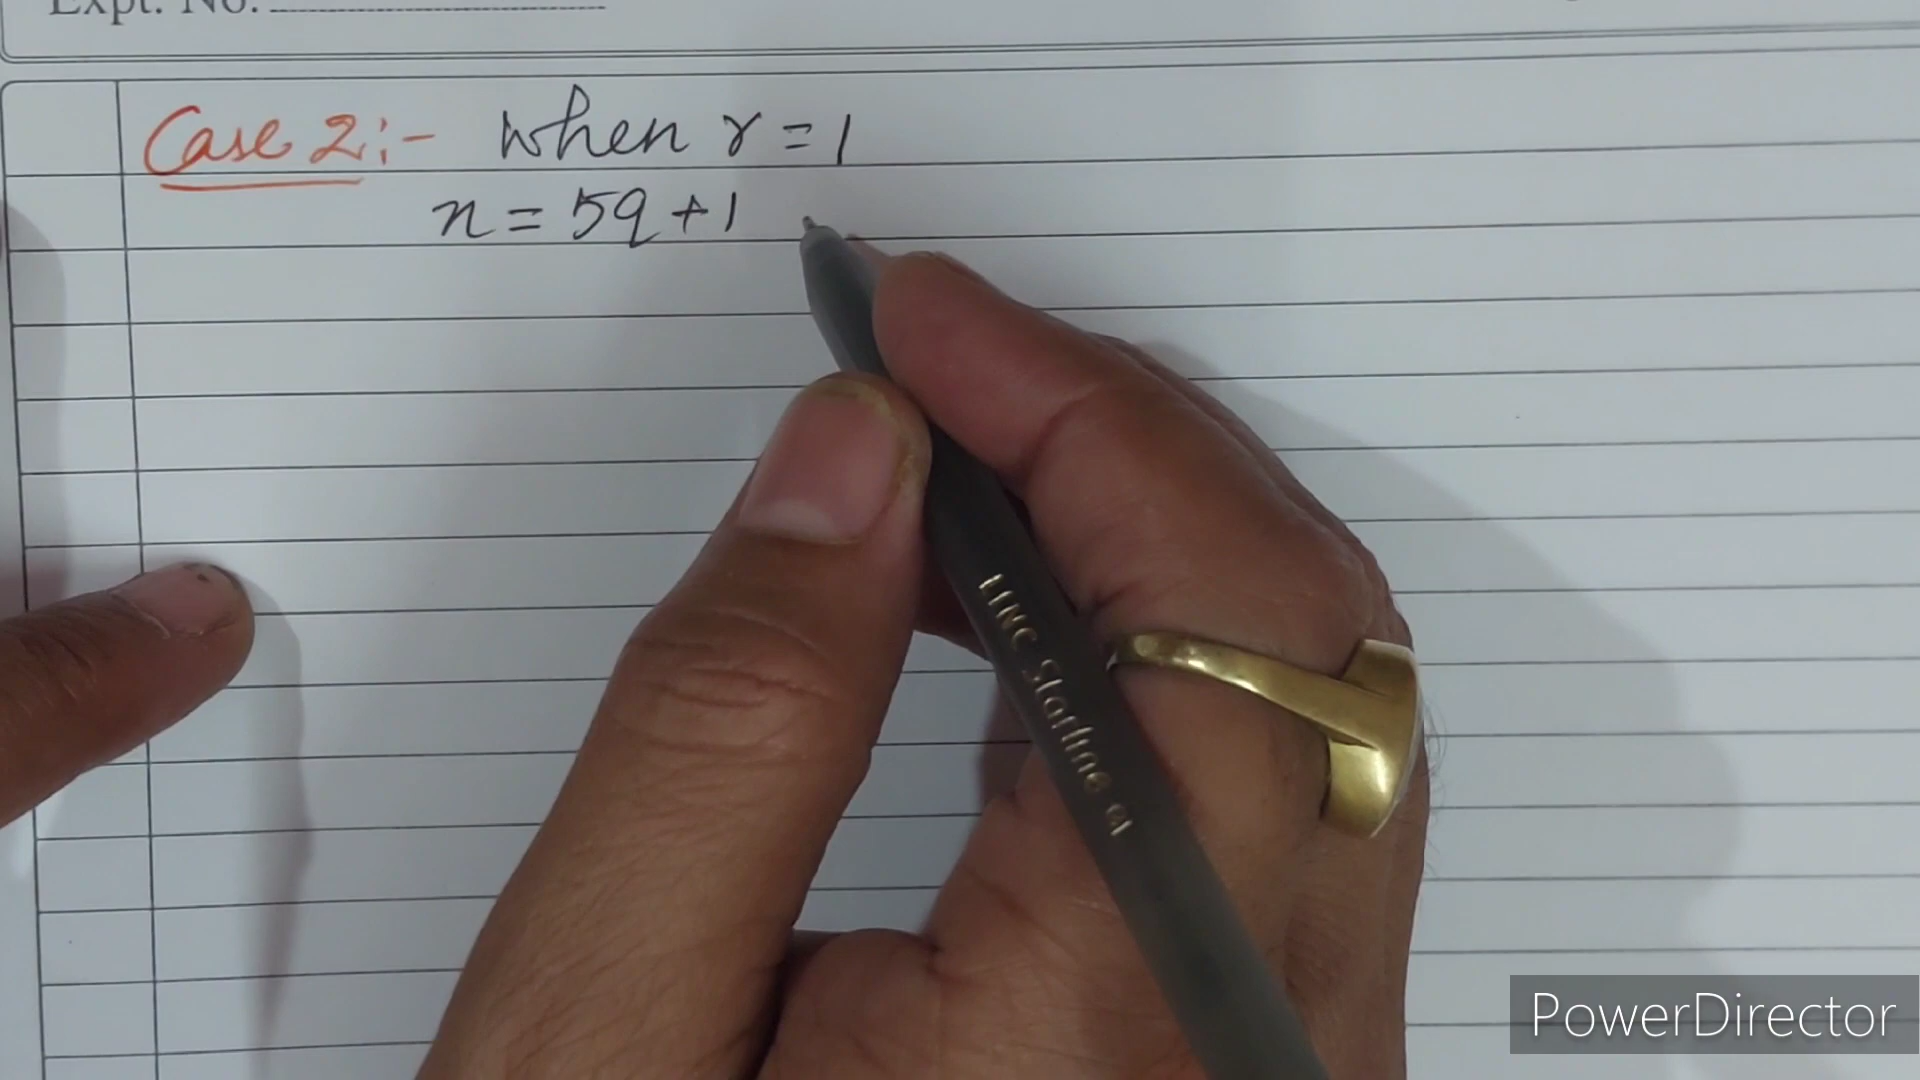 Expt. No.
Case 2:- when r = 1
n = 5q + 1
LINC Starline
PowerDirector